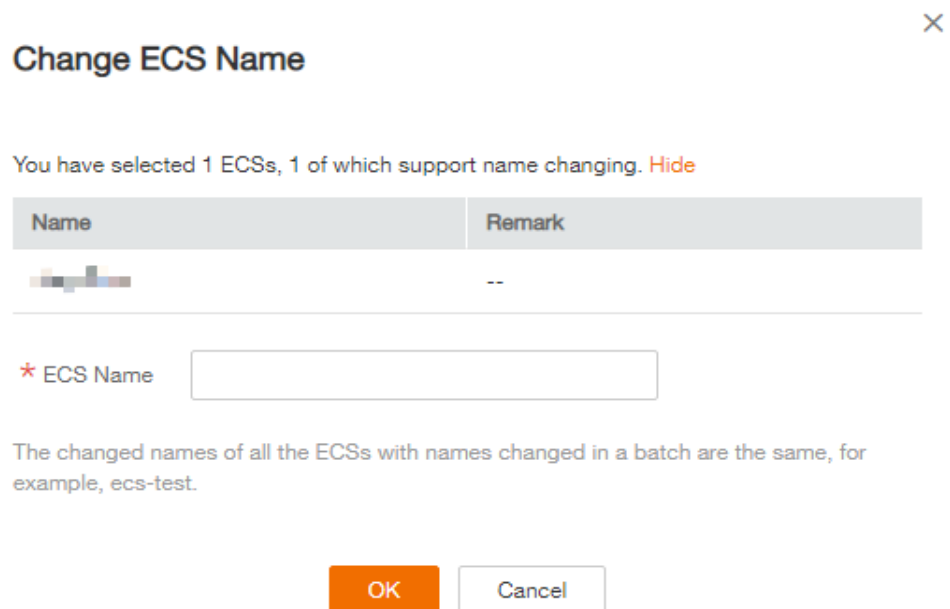 Change ECS Name
You have selected 1 ECSs, 1 of which support name changing. Hide
Name Remark
--
* ECS Name
The changed names of all the ECSs with names changed in a batch are the same, for
example, ecs-test.
OK Cancel